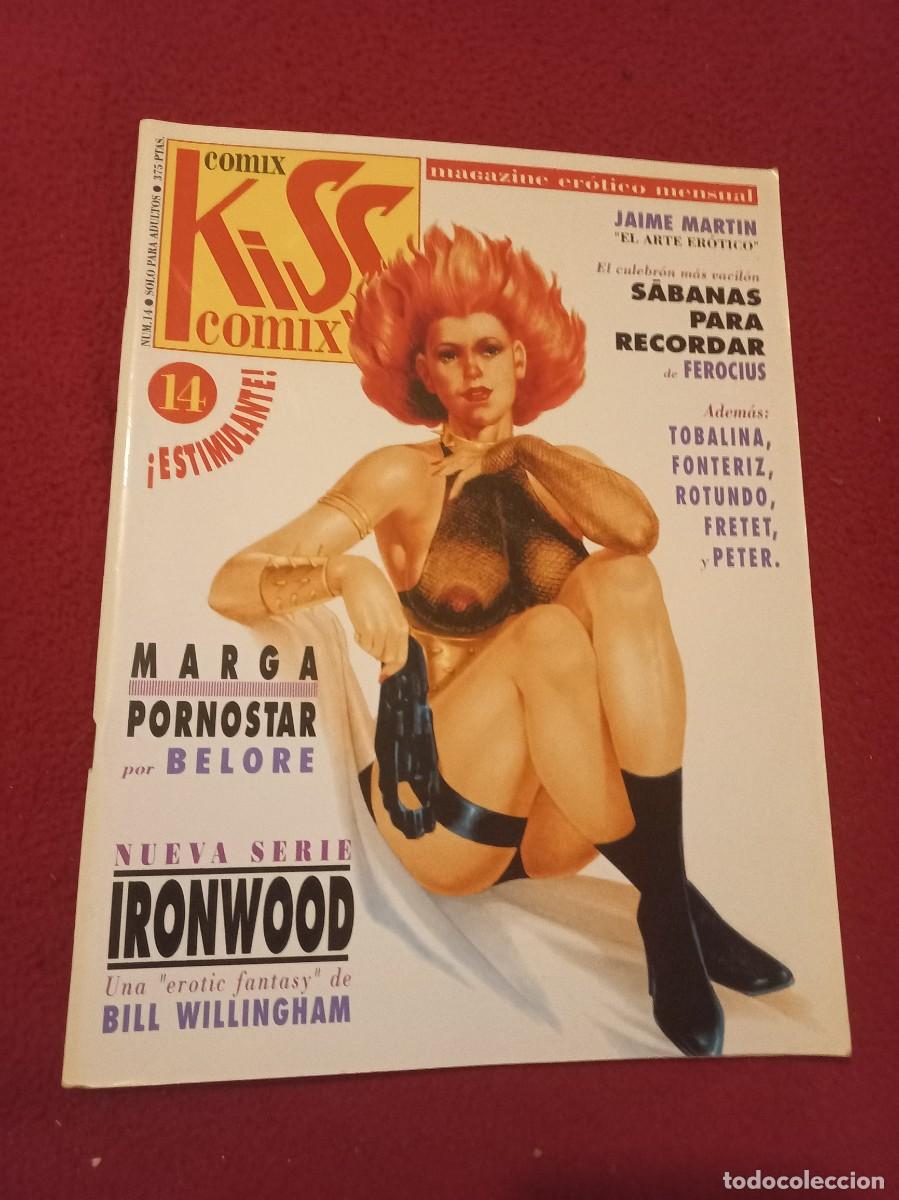 NUM.14 ● SOLO PARA ADULTOS ● 375 PTAS.
comix
Kiss
comix
magazine erótico mensual
JAIME MARTIN
"EL ARTE ERÓTICO"
El culebrón más vacilón
SÁBANAS
PARA
RECORDAR
de FEROCIUS
14
¡ESTIMULANTE!
Además:
TOBALINA,
FONTERIZ,
ROTUNDO,
FRETET,
y PETER.
MARGA
PORNOSTAR
por BELORE
NUEVA SERIE
IRONWOOD
Una "erotic fantasy" de
BILL WILLINGHAM
todocoleccion